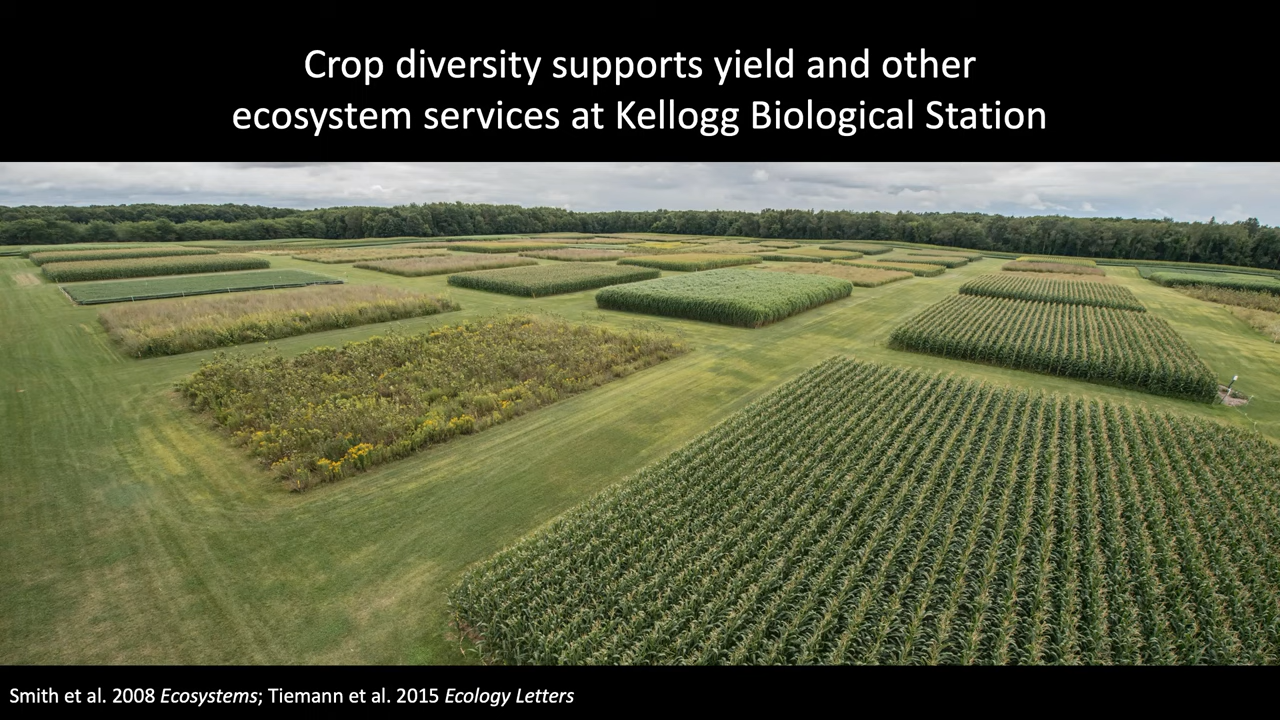 Crop diversity supports yield and other
ecosystem services at Kellogg Biological Station
Smith et al. 2008 Ecosystems; Tiemann et al. 2015 Ecology Letters